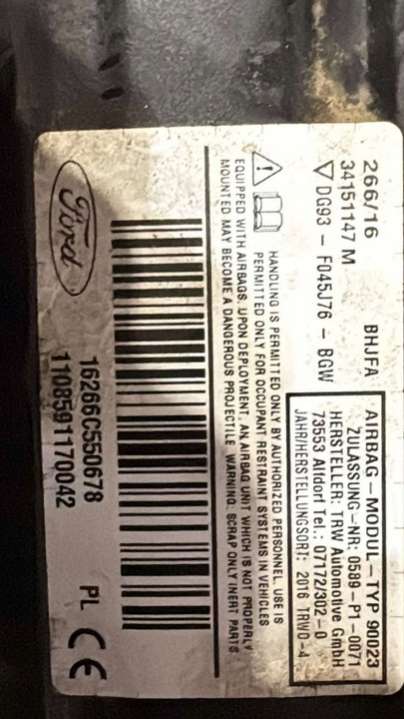 266/16 BHJFA
34151147 M
▽ DG93 - F045J76 - BGW
AIRBAG-MODUL-TYP 90023
ZULASSUNG-NR: 0589-P1-0071
HERSTELLER: TRW Automotive GmbH
73553 Alldorf Tel.: 07172/302-0
JAHR/HERSTELLUNGSORT: 2016 TRWO-4
HANDLING IS PERMITTED ONLY BY AUTHORIZED PERSONNEL. USE IS
PERMITTED ONLY FOR OCCUPANT RESTRAINT SYSTEMS IN VEHICLES
EQUIPPED WITH AIRBAGS. UPON DEPLOYMENT, AN AIRBAG UNIT WHICH IS NOT PROPERLY
MOUNTED MAY BECOME A DANGEROUS PROJECTILE. WARNING: SCRAP ONLY INERT PARTS
Ford
16266C550678
1108591170042
PL CE